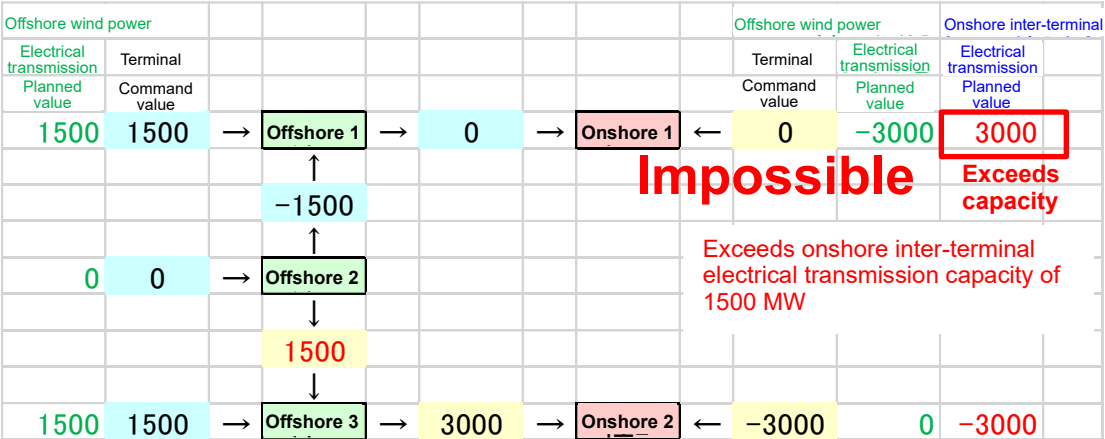 Offshore wind power
Offshore wind power
Onshore inter-terminal
Electrical
transmission
Terminal
Terminal
Electrical
transmission
Electrical
transmission
Planned
value
Command
value
Command
value
Planned
value
Planned
value
1500 1500 → Offshore 1 → 0 → Onshore 1 ← 0 -3000 3000
↑
Impossible
Exceeds
capacity
-1500
↑
Exceeds onshore inter-terminal
electrical transmission capacity of
1500 MW
0 0 → Offshore 2
↓
1500
↓
1500 1500 → Offshore 3 → 3000 → Onshore 2 ← -3000 0 -3000